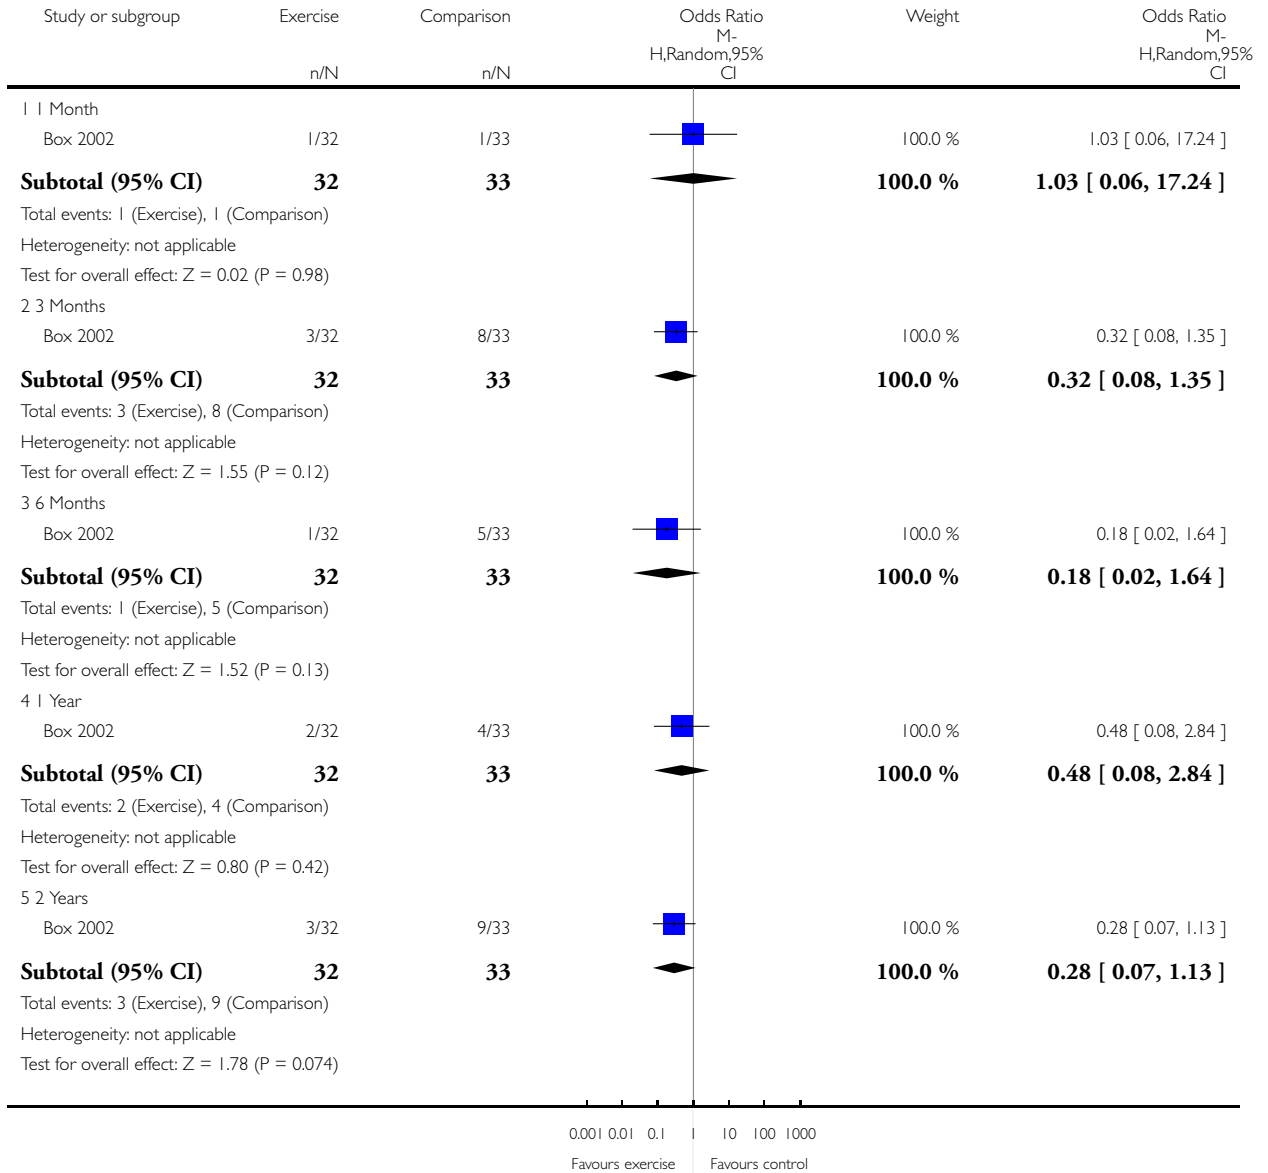 Study or subgroup Exercise Comparison Odds Ratio Weight Odds Ratio
M- M-
H,Random,95% H,Random,95%
n/N n/N CI CI
1 1 Month
Box 2002 1/32 1/33 100.0 % 1.03 [ 0.06, 17.24 ]
Subtotal (95% CI) 32 33 100.0 % 1.03 [ 0.06, 17.24 ]
Total events: 1 (Exercise), 1 (Comparison)
Heterogeneity: not applicable
Test for overall effect: Z = 0.02 (P = 0.98)
2 3 Months
Box 2002 3/32 8/33 100.0 % 0.32 [ 0.08, 1.35 ]
Subtotal (95% CI) 32 33 100.0 % 0.32 [ 0.08, 1.35 ]
Total events: 3 (Exercise), 8 (Comparison)
Heterogeneity: not applicable
Test for overall effect: Z = 1.55 (P = 0.12)
3 6 Months
Box 2002 1/32 5/33 100.0 % 0.18 [ 0.02, 1.64 ]
Subtotal (95% CI) 32 33 100.0 % 0.18 [ 0.02, 1.64 ]
Total events: 1 (Exercise), 5 (Comparison)
Heterogeneity: not applicable
Test for overall effect: Z = 1.52 (P = 0.13)
4 1 Year
Box 2002 2/32 4/33 100.0 % 0.48 [ 0.08, 2.84 ]
Subtotal (95% CI) 32 33 100.0 % 0.48 [ 0.08, 2.84 ]
Total events: 2 (Exercise), 4 (Comparison)
Heterogeneity: not applicable
Test for overall effect: Z = 0.80 (P = 0.42)
5 2 Years
Box 2002 3/32 9/33 100.0 % 0.28 [ 0.07, 1.13 ]
Subtotal (95% CI) 32 33 100.0 % 0.28 [ 0.07, 1.13 ]
Total events: 3 (Exercise), 9 (Comparison)
Heterogeneity: not applicable
Test for overall effect: Z = 1.78 (P = 0.074)
0.001 0.01 0.1 1 10 100 1000
Favours exercise Favours control